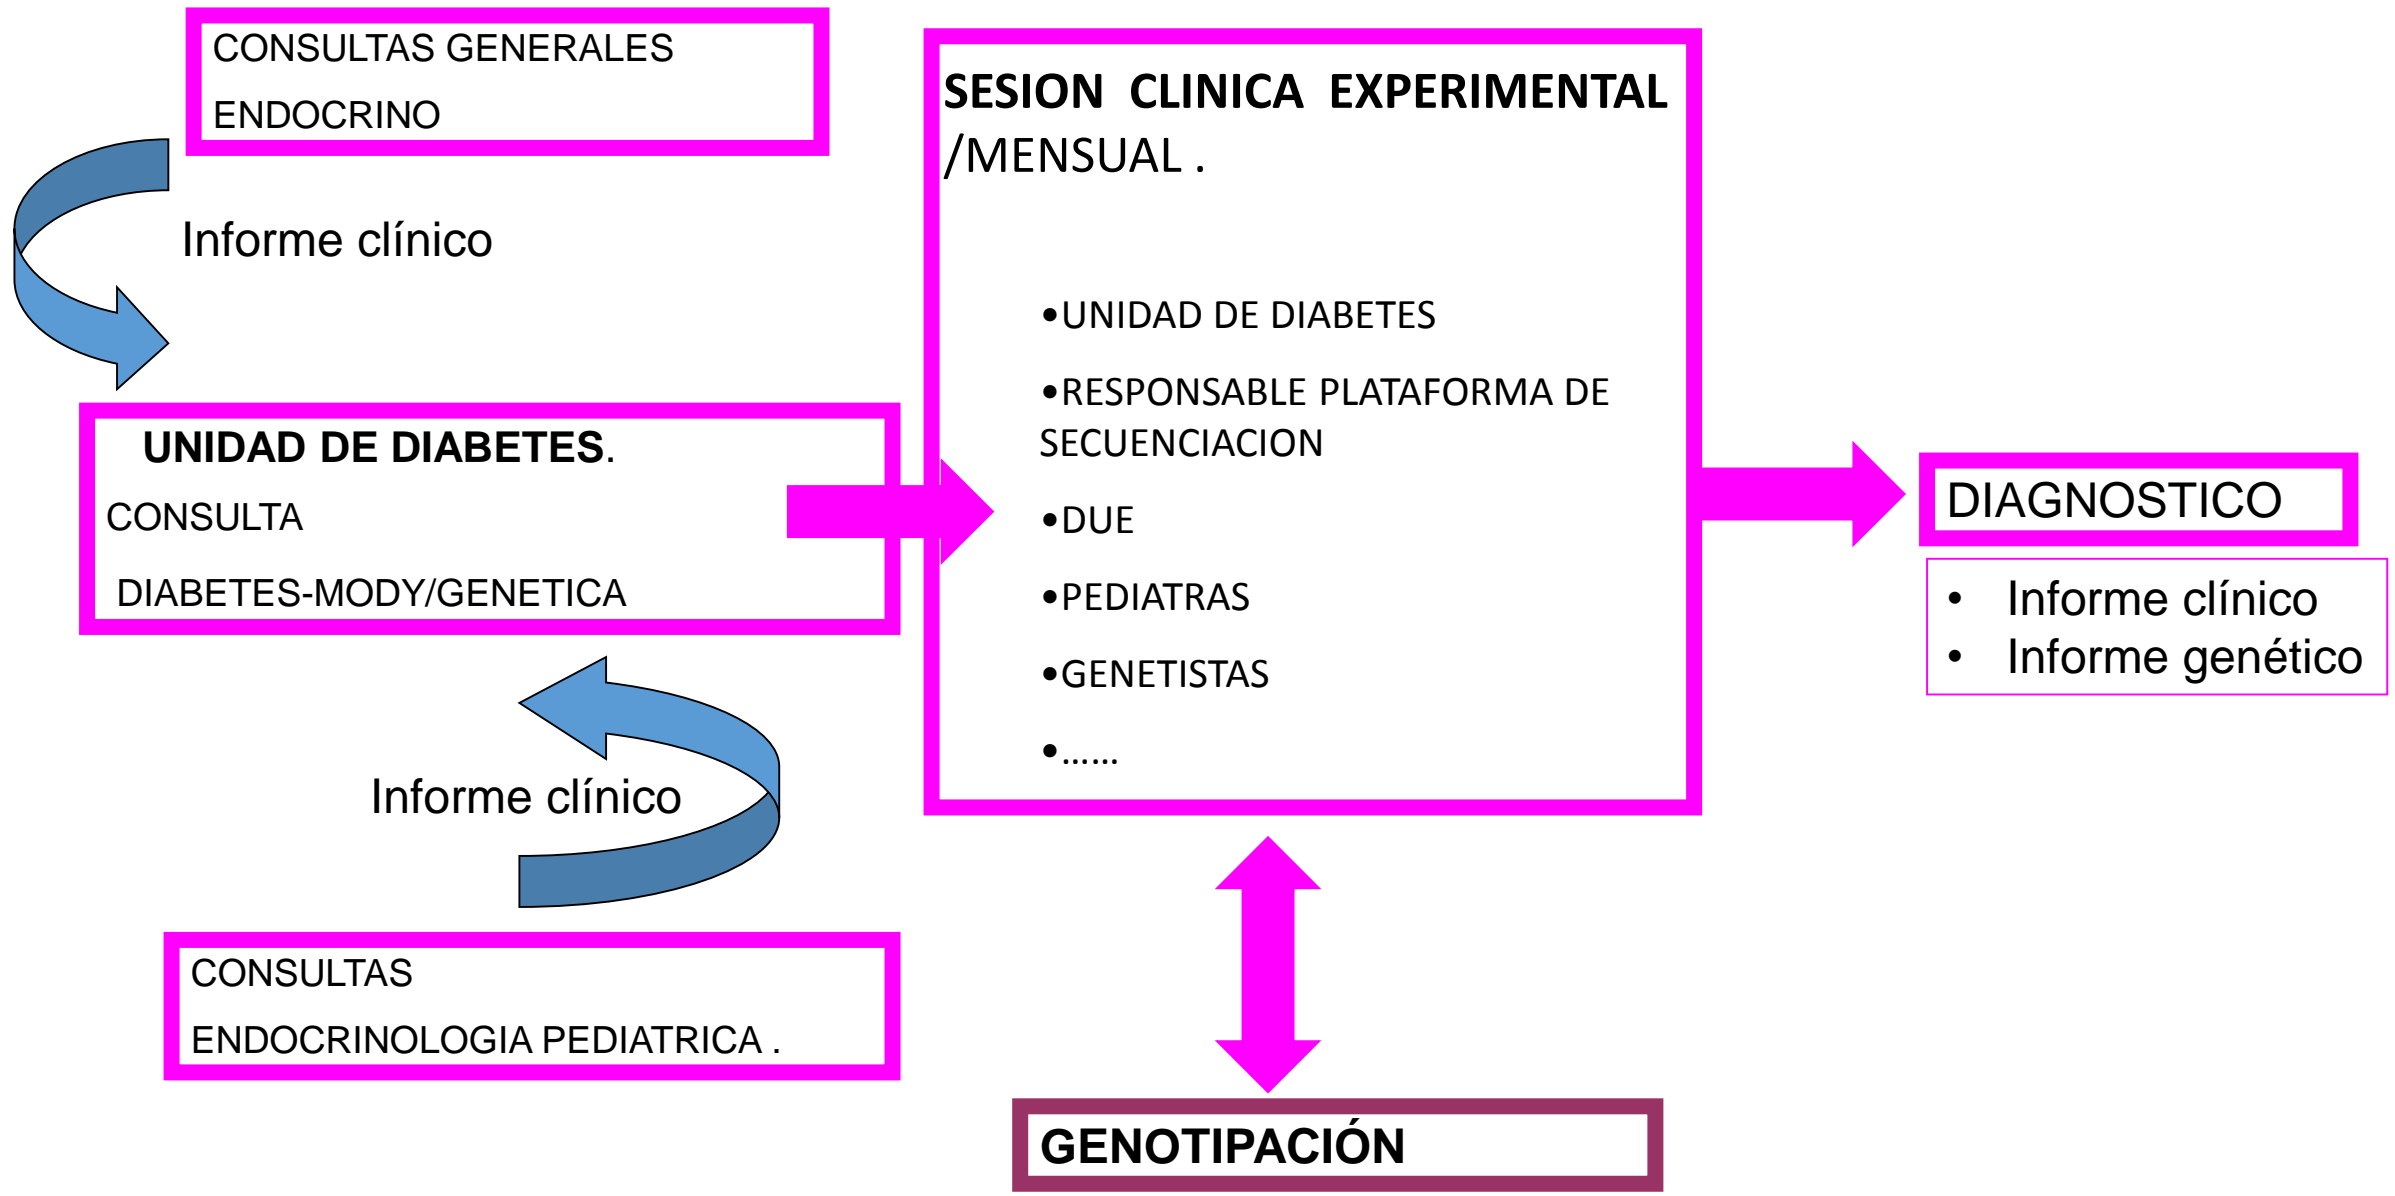 CONSULTAS GENERALES
ENDOCRINO
Informe clínico
UNIDAD DE DIABETES.
CONSULTA
DIABETES-MODY/GENETICA
Informe clínico
CONSULTAS
ENDOCRINOLOGIA PEDIATRICA .
SESION CLINICA EXPERIMENTAL
/MENSUAL .
•UNIDAD DE DIABETES
•RESPONSABLE PLATAFORMA DE
SECUENCIACION
•DUE
•PEDIATRAS
•GENETISTAS
•......
GENOTIPACIÓN
DIAGNOSTICO
• Informe clínico
• Informe genético